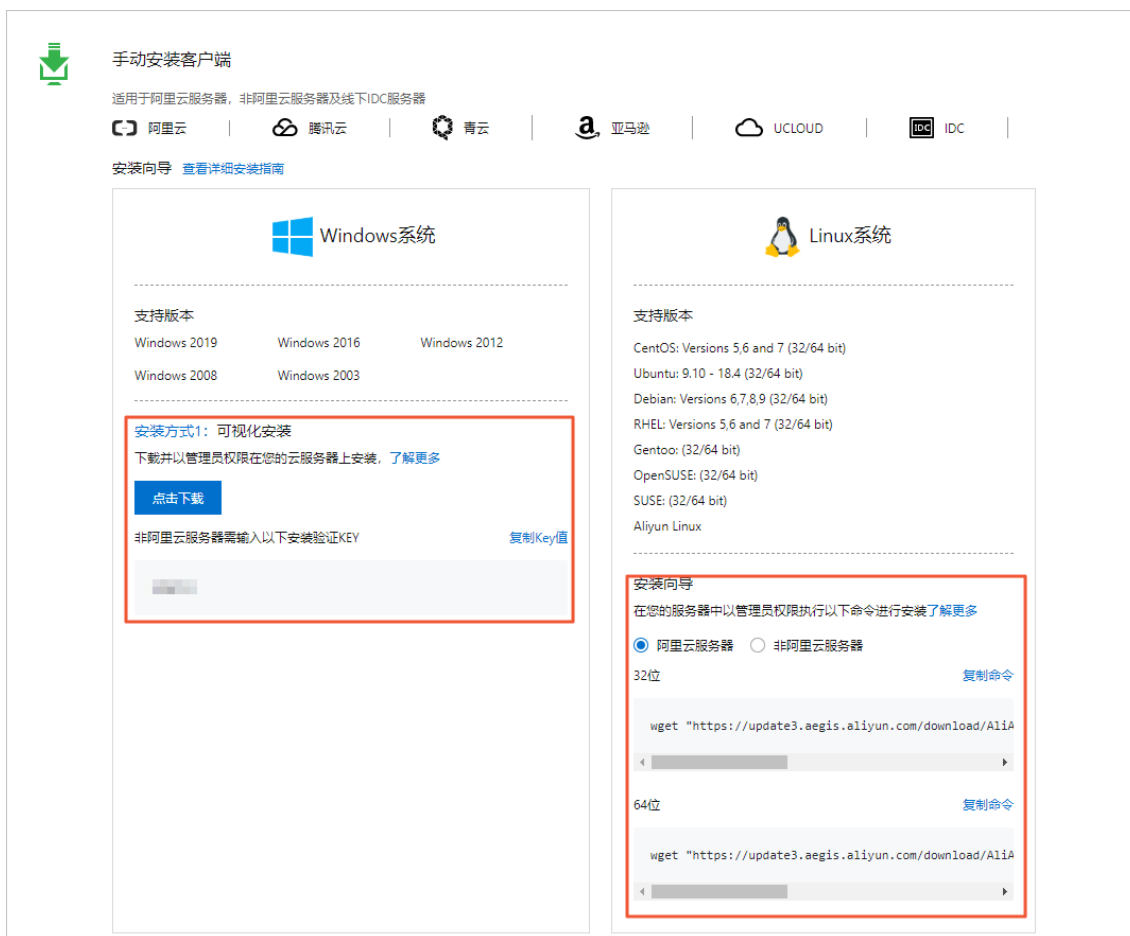 手动安装客户端
适用于阿里云服务器，非阿里云服务器及线下IDC服务器
阿里云 腾讯云 青云 亚马逊 UCLOUD IDC IDC
安装向导 查看详细安装指南
Windows系统
支持版本
Windows 2019 Windows 2016 Windows 2012
Windows 2008 Windows 2003
安装方式1：可视化安装
下载并以管理员权限在您的云服务器上安装，了解更多
点击下载
非阿里云服务器需输入以下安装验证KEY 复制Key值
Linux系统
支持版本
CentOS: Versions 5,6 and 7 (32/64 bit)
Ubuntu: 9.10 - 18.4 (32/64 bit)
Debian: Versions 6,7,8,9 (32/64 bit)
RHEL: Versions 5,6 and 7 (32/64 bit)
Gentoo: (32/64 bit)
OpenSUSE: (32/64 bit)
SUSE: (32/64 bit)
Aliyun Linux
安装向导
在您的服务器中以管理员权限执行以下命令进行安装了解更多
阿里云服务器 非阿里云服务器
32位 复制命令
wget "https://update3.aegis.aliyun.com/download/AliA
64位 复制命令
wget "https://update3.aegis.aliyun.com/download/AliA